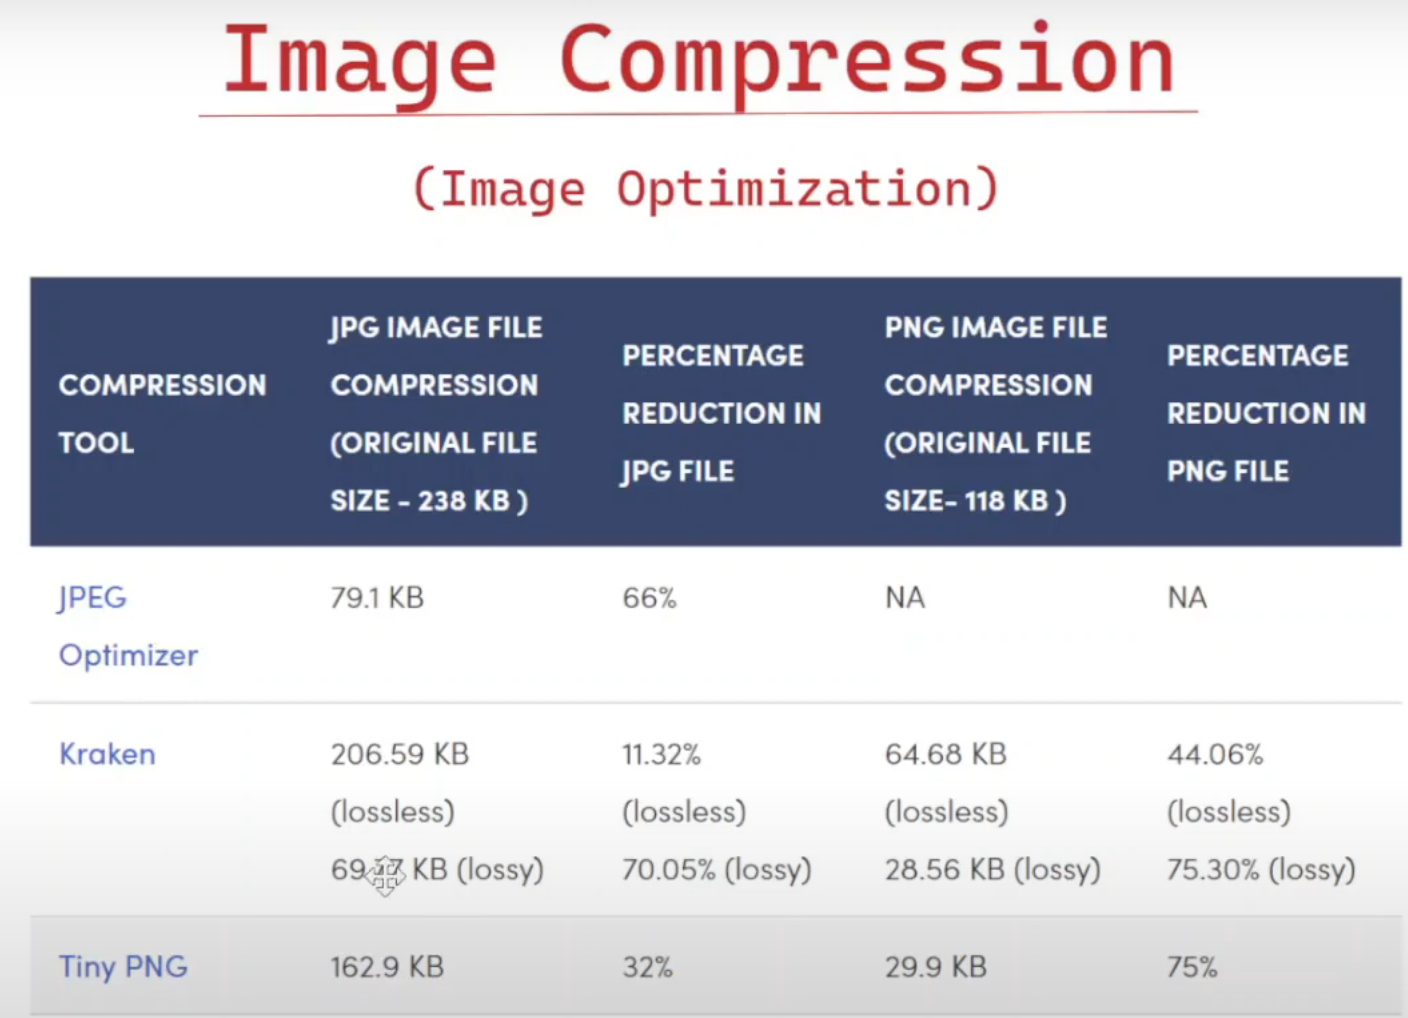 Image Compression
(Image Optimization)
COMPRESSION
TOOL
JPG IMAGE FILE
COMPRESSION
(ORIGINAL FILE
SIZE - 238 KB )
PERCENTAGE
REDUCTION IN
JPG FILE
PNG IMAGE FILE
COMPRESSION
(ORIGINAL FILE
SIZE- 118 KB )
PERCENTAGE
REDUCTION IN
PNG FILE
JPEG
Optimizer
79.1 KB
66%
NA
NA
Kraken
206.59 KB
(lossless)
KB (lossy)
11.32%
(lossless)
70.05% (lossy)
64.68 KB
(lossless)
28.56 KB (lossy)
44.06%
(lossless)
75.30% (lossy)
Tiny PNG
162.9 KB
32%
29.9 KB
75%